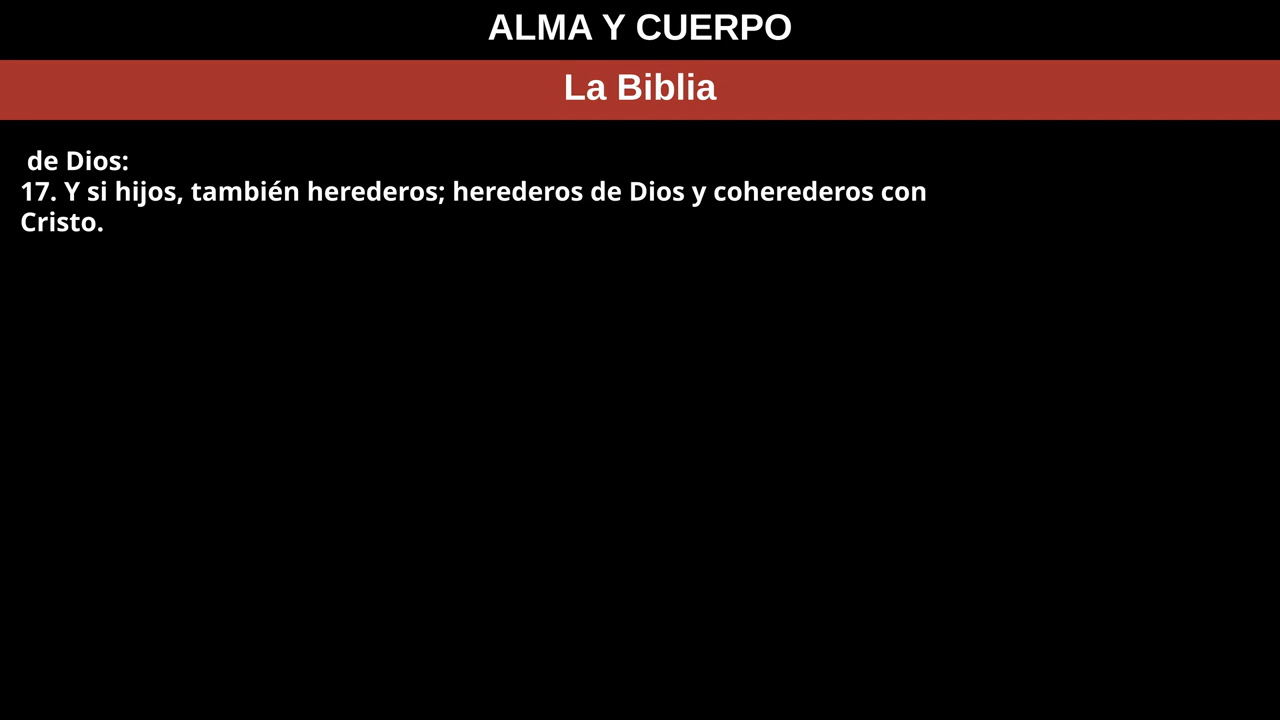 ALMA Y CUERPO
La Biblia
de Dios:
17. Y si hijos, también herederos; herederos de Dios y coherederos con
Cristo.